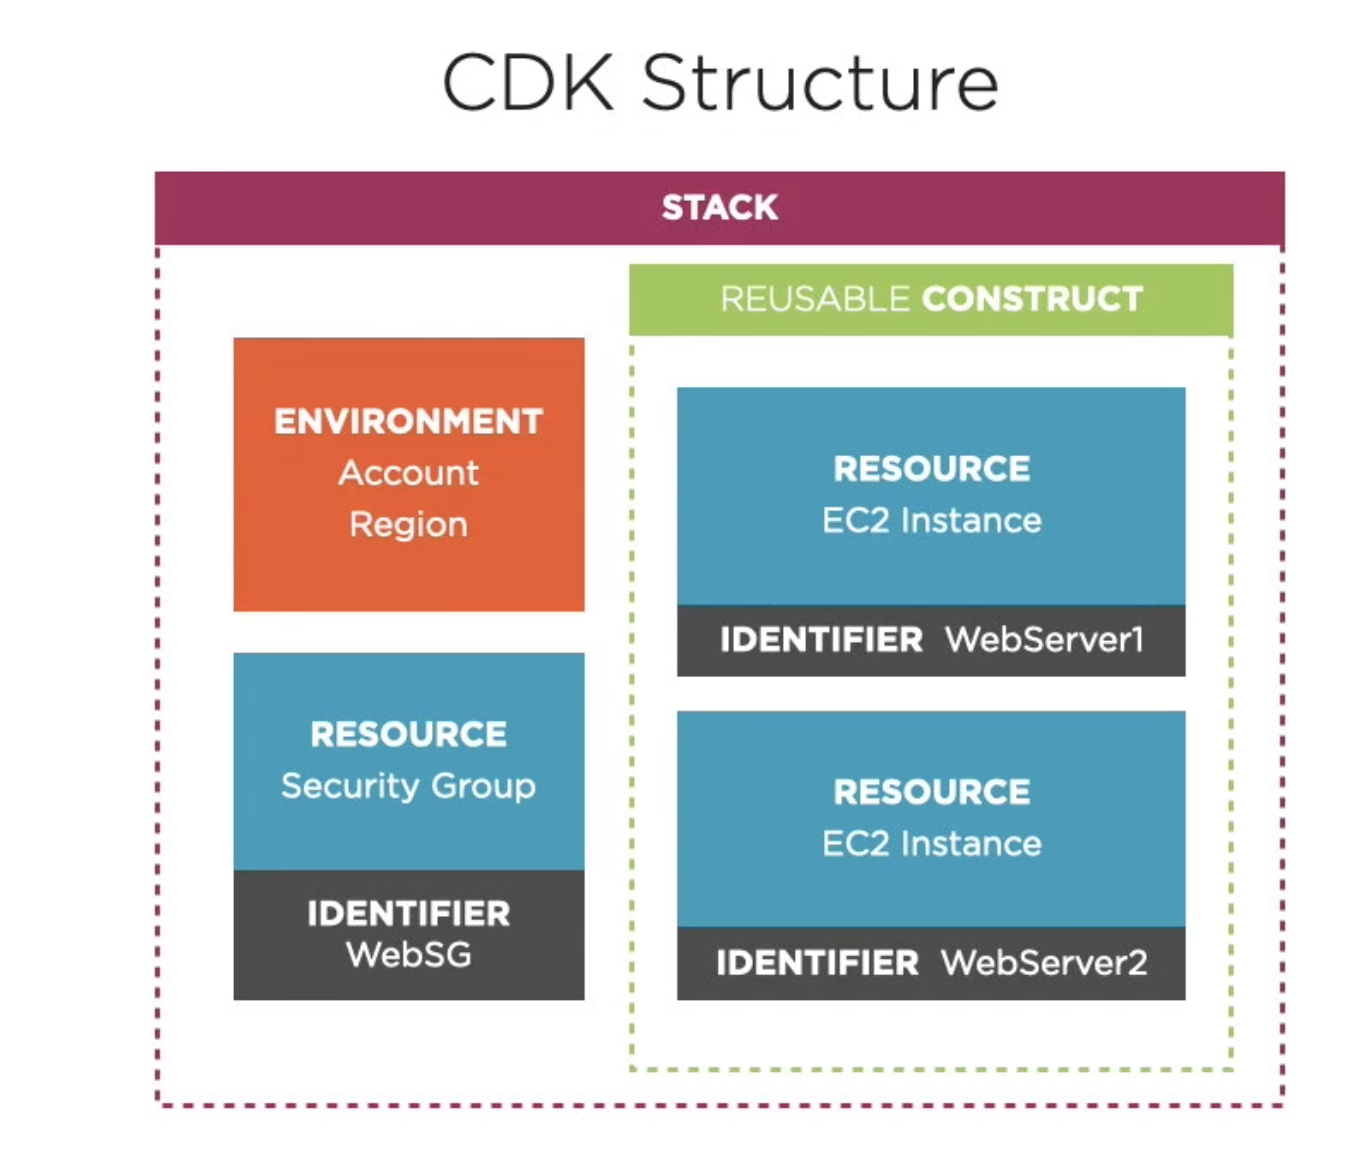 CDK Structure
STACK
ENVIRONMENT
Account
Region
RESOURCE
Security Group
IDENTIFIER
WebSG
REUSABLE CONSTRUCT
RESOURCE
EC2 Instance
IDENTIFIER WebServer1
RESOURCE
EC2 Instance
IDENTIFIER WebServer2